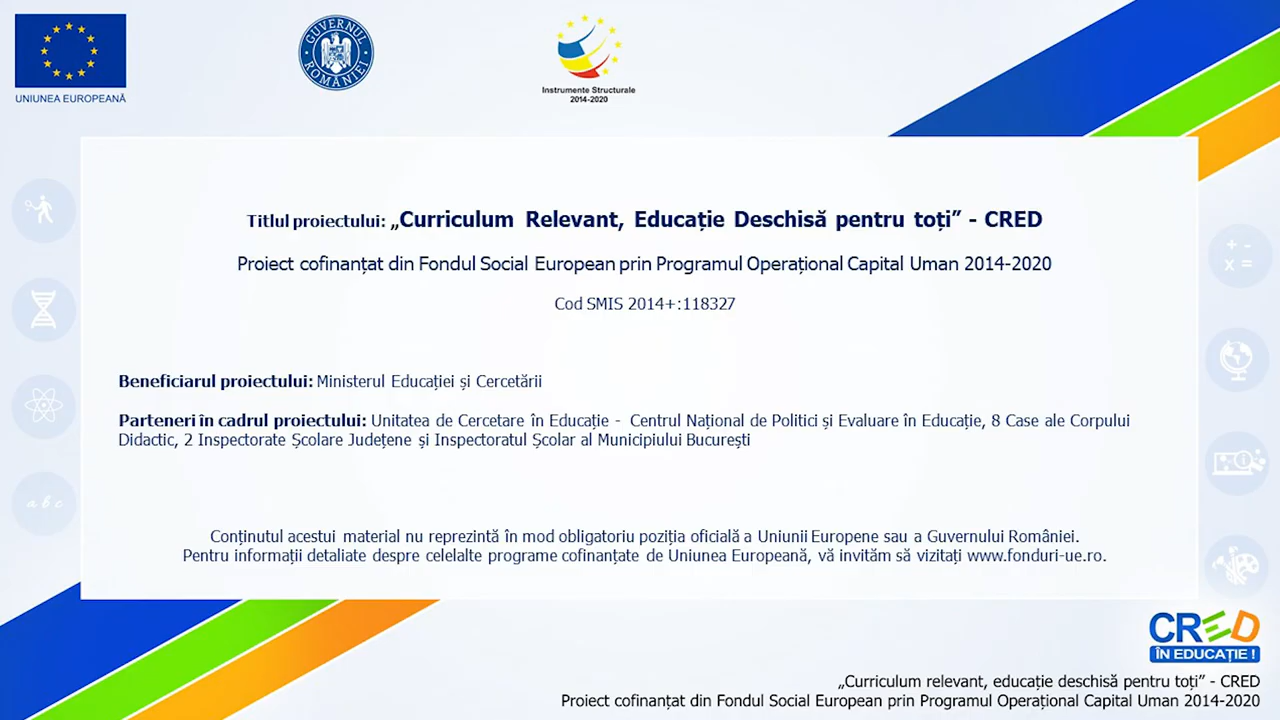 UNIUNEA EUROPEANĂ
GUVERNUL ROMÂNIEI
Instrumente Structurale
2014-2020
Titlul proiectului: „Curriculum Relevant, Educație Deschisă pentru toți” - CRED
Proiect cofinanțat din Fondul Social European prin Programul Operațional Capital Uman 2014-2020
Cod SMIS 2014+:118327
Beneficiarul proiectului: Ministerul Educației și Cercetării
Parteneri în cadrul proiectului: Unitatea de Cercetare în Educație - Centrul Național de Politici și Evaluare în Educație, 8 Case ale Corpului
Didactic, 2 Inspectorate Școlare Județene și Inspectoratul Școlar al Municipiului București
Conținutul acestui material nu reprezintă în mod obligatoriu poziția oficială a Uniunii Europene sau a Guvernului României.
Pentru informații detaliate despre celelalte programe cofinanțate de Uniunea Europeană, vă invităm să vizitați www.fonduri-ue.ro.
+ -
x =
a b c
CRED
ÎN EDUCAȚIE !
„Curriculum relevant, educație deschisă pentru toți” - CRED
Proiect cofinanțat din Fondul Social European prin Programul Operațional Capital Uman 2014-2020